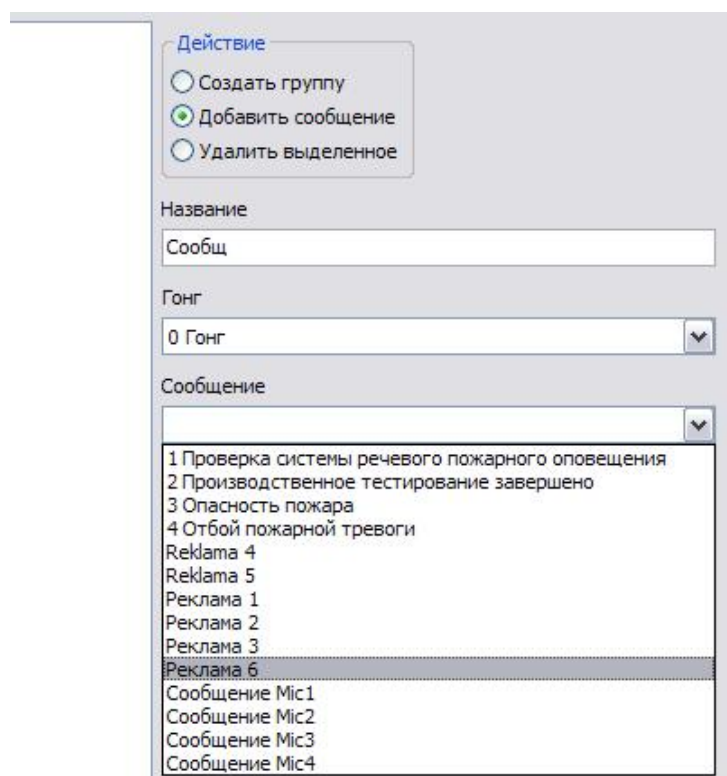 Действие
Создать группу
Добавить сообщение
Удалить выделенное
Название
Сообщ
Гонг
0 Гонг
Сообщение
1 Проверка системы речевого пожарного оповещения
2 Производственное тестирование завершено
3 Опасность пожара
4 Отбой пожарной тревоги
Reklama 4
Reklama 5
Реклама 1
Реклама 2
Реклама 3
Реклама 6
Сообщение Mic1
Сообщение Mic2
Сообщение Mic3
Сообщение Mic4